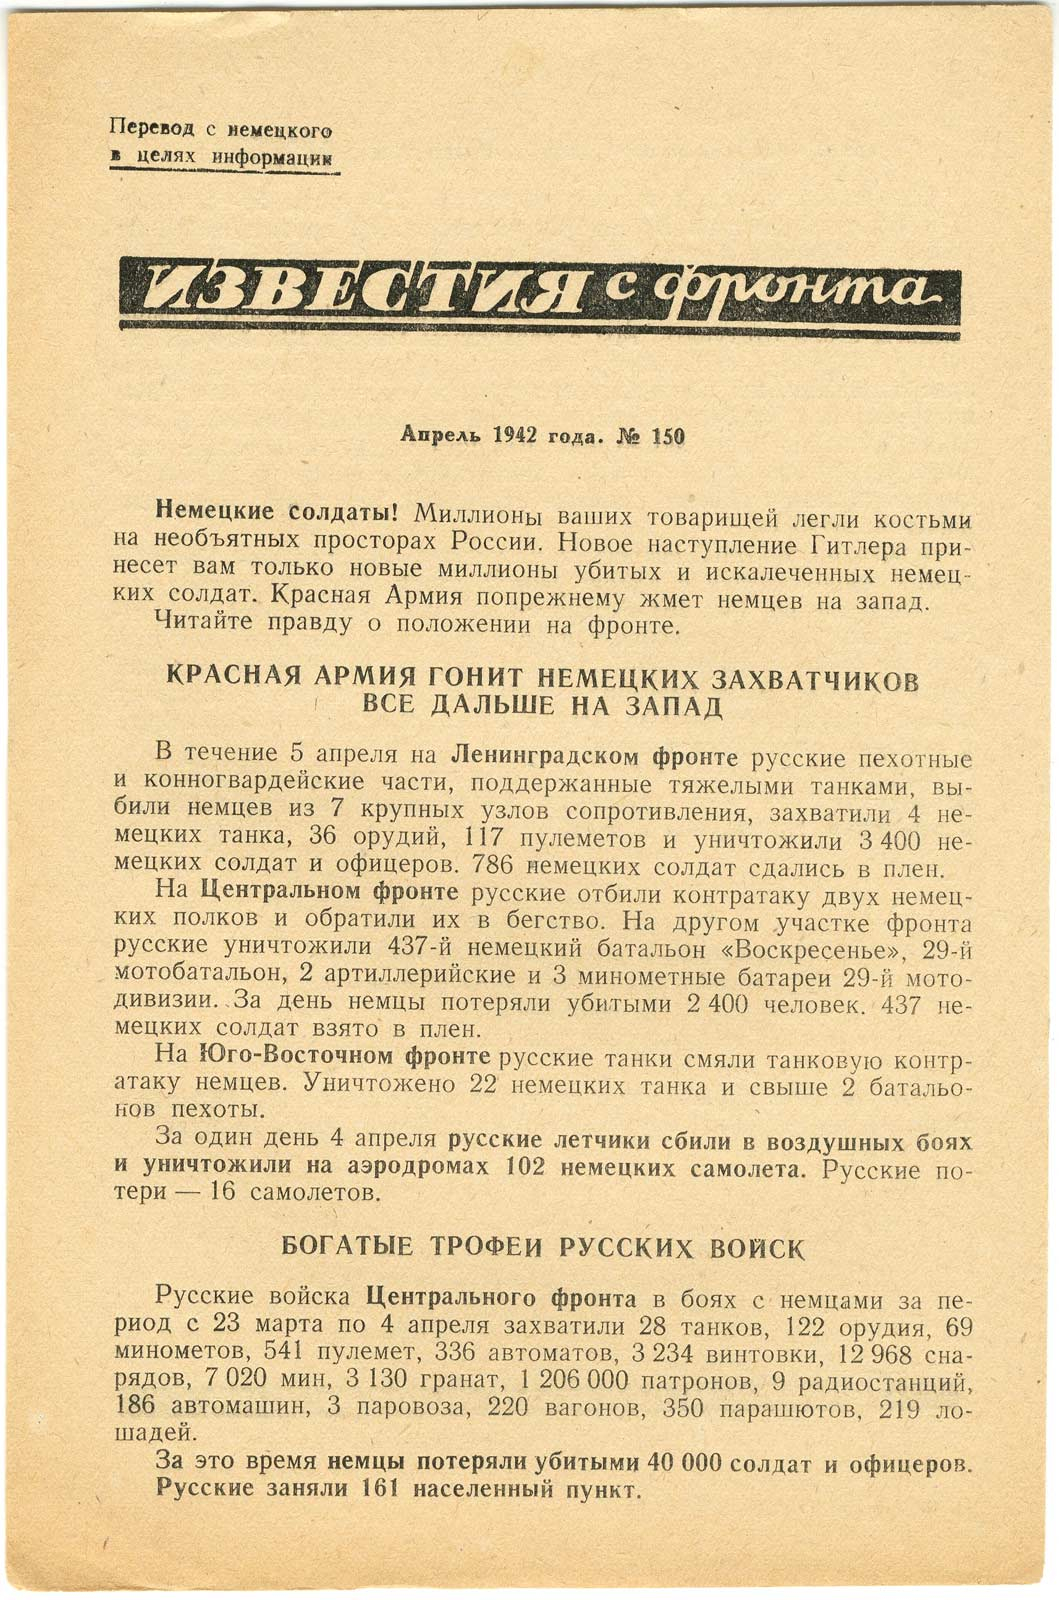 Перевод с немецкого
в целях информации
ИЗВЕСТИЯ с фронта
Апрель 1942 года. № 150
Немецкие солдаты! Миллионы ваших товарищей легли костьми
на необъятных просторах России. Новое наступление Гитлера при-
несет вам только новые миллионы убитых и искалеченных немец-
ких солдат. Красная Армия попрежнему жмет немцев на запад.
Читайте правду о положении на фронте.
КРАСНАЯ АРМИЯ ГОНИТ НЕМЕЦКИХ ЗАХВАТЧИКОВ
ВСЕ ДАЛЬШЕ НА ЗАПАД
В течение 5 апреля на Ленинградском фронте русские пехотные
и конногвардейские части, поддержанные тяжелыми танками, вы-
били немцев из 7 крупных узлов сопротивления, захватили 4 не-
мецких танка, 36 орудий, 117 пулеметов и уничтожили 3 400 не-
мецких солдат и офицеров. 786 немецких солдат сдались в плен.
На Центральном фронте русские отбили контратаку двух немец-
ких полков и обратили их в бегство. На другом участке фронта
русские уничтожили 437-й немецкий батальон «Воскресенье», 29-й
мотобатальон, 2 артиллерийские и 3 минометные батареи 29-й мото-
дивизии. За день немцы потеряли убитыми 2 400 человек. 437 не-
мецких солдат взято в плен.
На Юго-Восточном фронте русские танки смяли танковую контр-
атаку немцев. Уничтожено 22 немецких танка и свыше 2 батальо-
нов пехоты.
За один день 4 апреля русские летчики сбили в воздушных боях
и уничтожили на аэродромах 102 немецких самолета. Русские по-
тери — 16 самолетов.
БОГАТЫЕ ТРОФЕИ РУССКИХ ВОЙСК
Русские войска Центрального фронта в боях с немцами за пе-
риод с 23 марта по 4 апреля захватили 28 танков, 122 орудия, 69
минометов, 541 пулемет, 336 автоматов, 3 234 винтовки, 12 968 сна-
рядов, 7 020 мин, 3 130 гранат, 1 206 000 патронов, 9 радиостанций,
186 автомашин, 3 паровоза, 220 вагонов, 350 парашютов, 219 ло-
шадей.
За это время немцы потеряли убитыми 40 000 солдат и офицеров.
Русские заняли 161 населенный пункт.